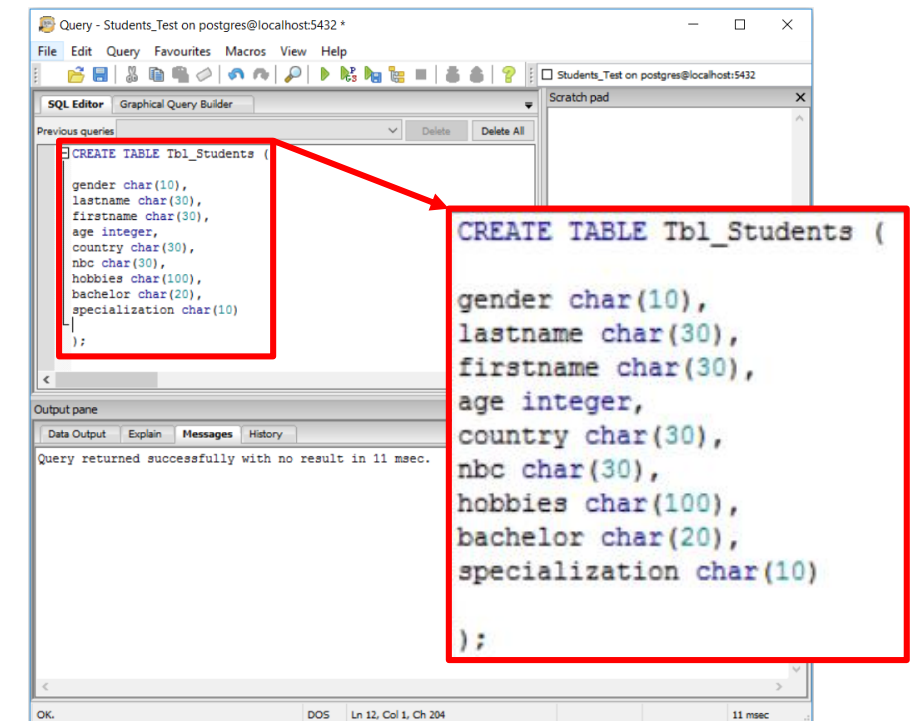 Query - Students_Test on postgres@localhost:5432 *
File Edit Query Favourites Macros View Help
Students_Test on postgres@localhost:5432
SQL Editor Graphical Query Builder
Scratch pad
Previous queries Delete Delete All
CREATE TABLE Tbl_Students (
gender char(10),
lastname char(30),
firstname char(30),
age integer,
country char(30),
nbc char(30),
hobbies char(100),
bachelor char(20),
specialization char(10)
);
CREATE TABLE Tbl_Students (
gender char(10),
lastname char(30),
firstname char(30),
age integer,
country char(30),
nbc char(30),
hobbies char(100),
bachelor char(20),
specialization char(10)
);
Output pane
Data Output Explain Messages History
Query returned successfully with no result in 11 msec.
OK. DOS Ln 12, Col 1, Ch 204 11 msec